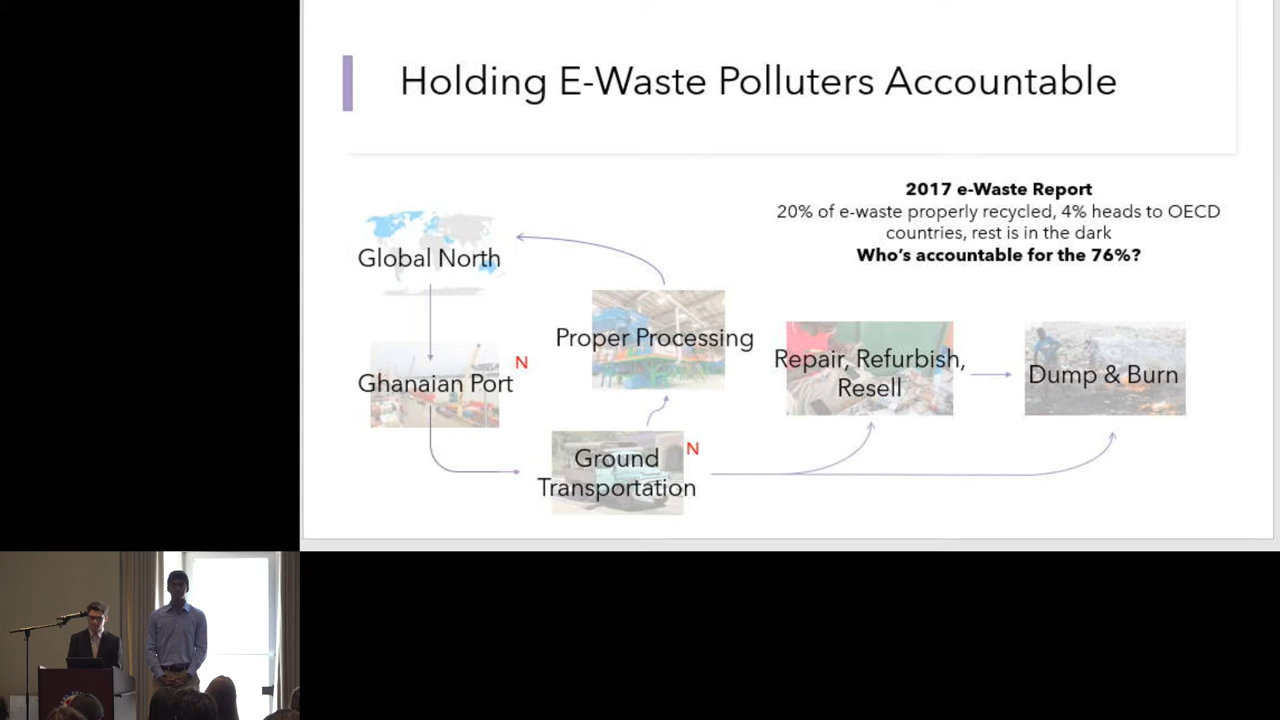 Holding E-Waste Polluters Accountable
2017 e-Waste Report
20% of e-waste properly recycled, 4% heads to OECD
countries, rest is in the dark
Who's accountable for the 76%?
Global North
Proper Processing
Repair, Refurbish,
Resell
Dump & Burn
Ghanaian Port
N
Ground
Transportation
N